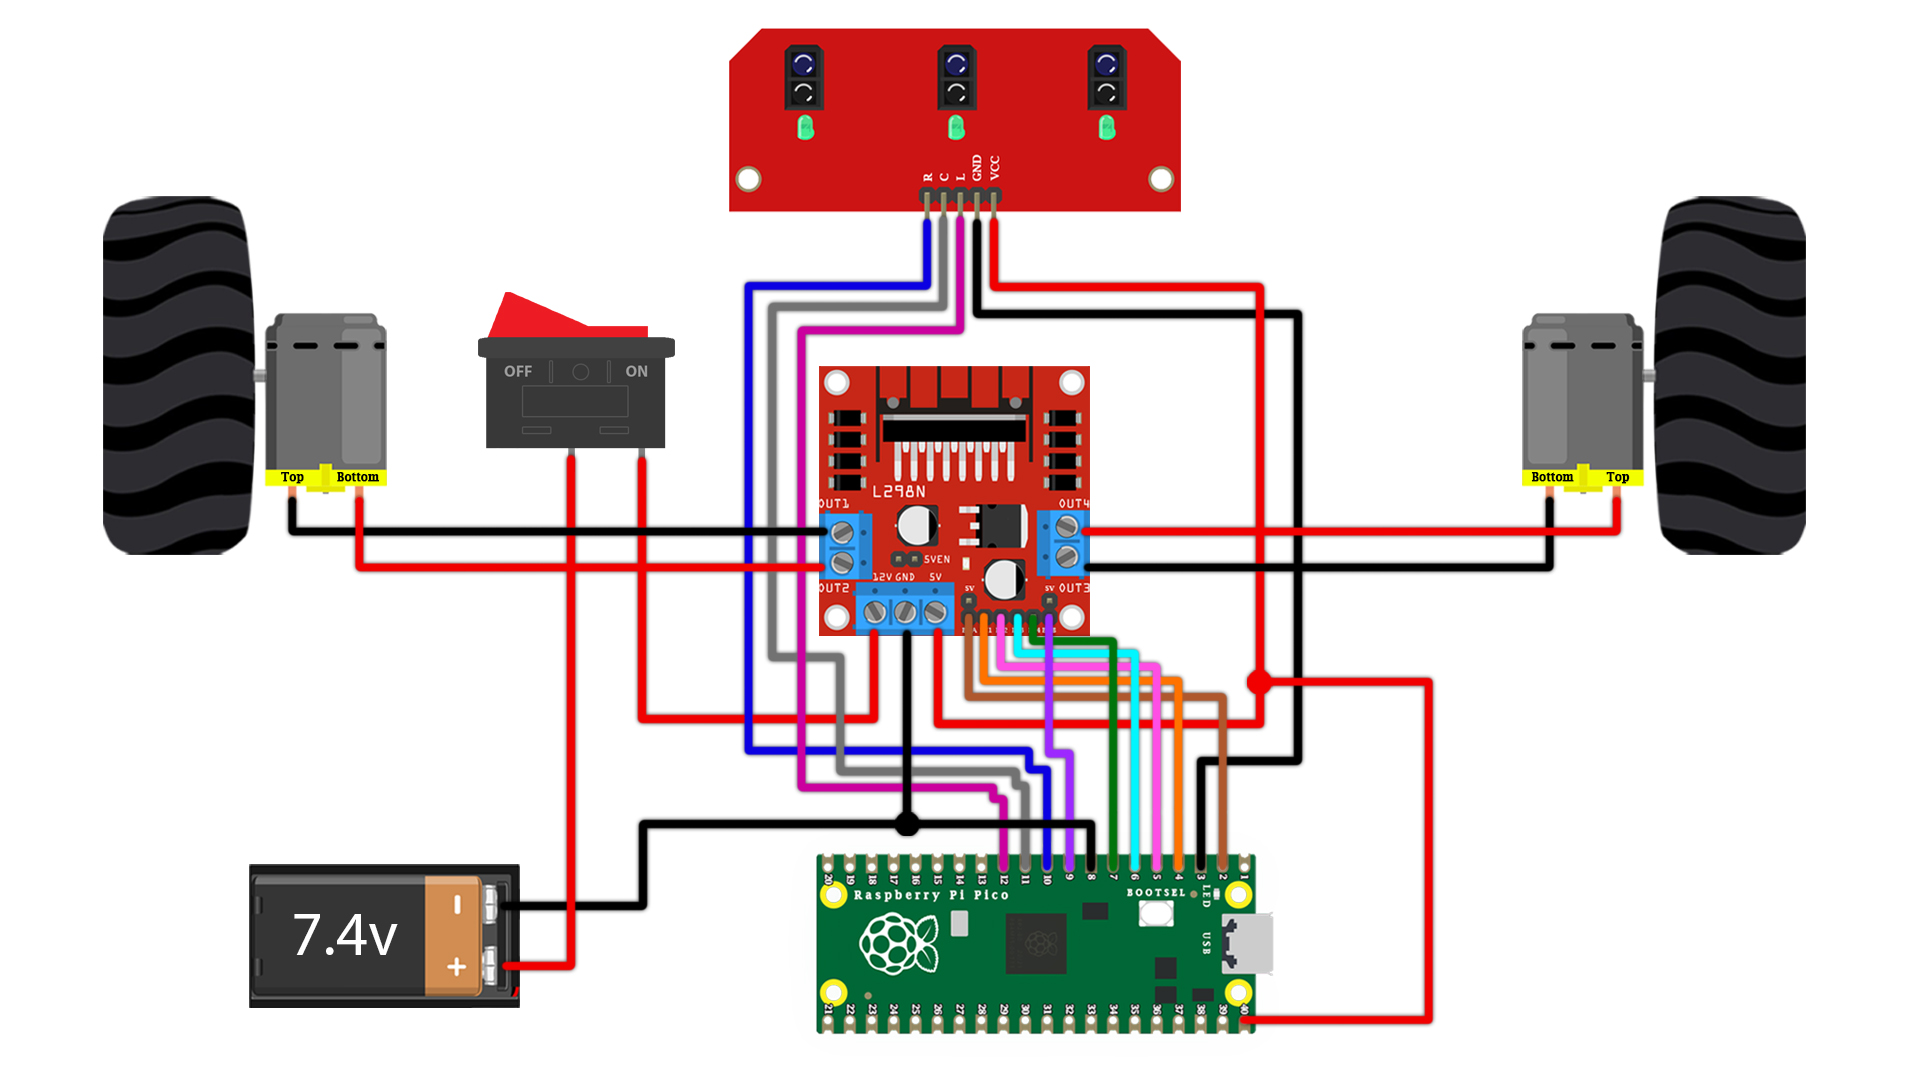 R C L GND VCC
OFF ON
Top Bottom
Bottom Top
L298N
OUT1 OUT4
5VEN
12V GND 5V
5V 5V
OUT2 OUT3
20 19 18 17 16 15 14 13 12 11 10 9 8 7 6 5 4 3 2 1
Raspberry Pi Pico
BOOTSEL
LED
USB
7.4v
-
+
21 22 23 24 25 26 27 28 29 30 31 32 33 34 35 36 37 38 39 40